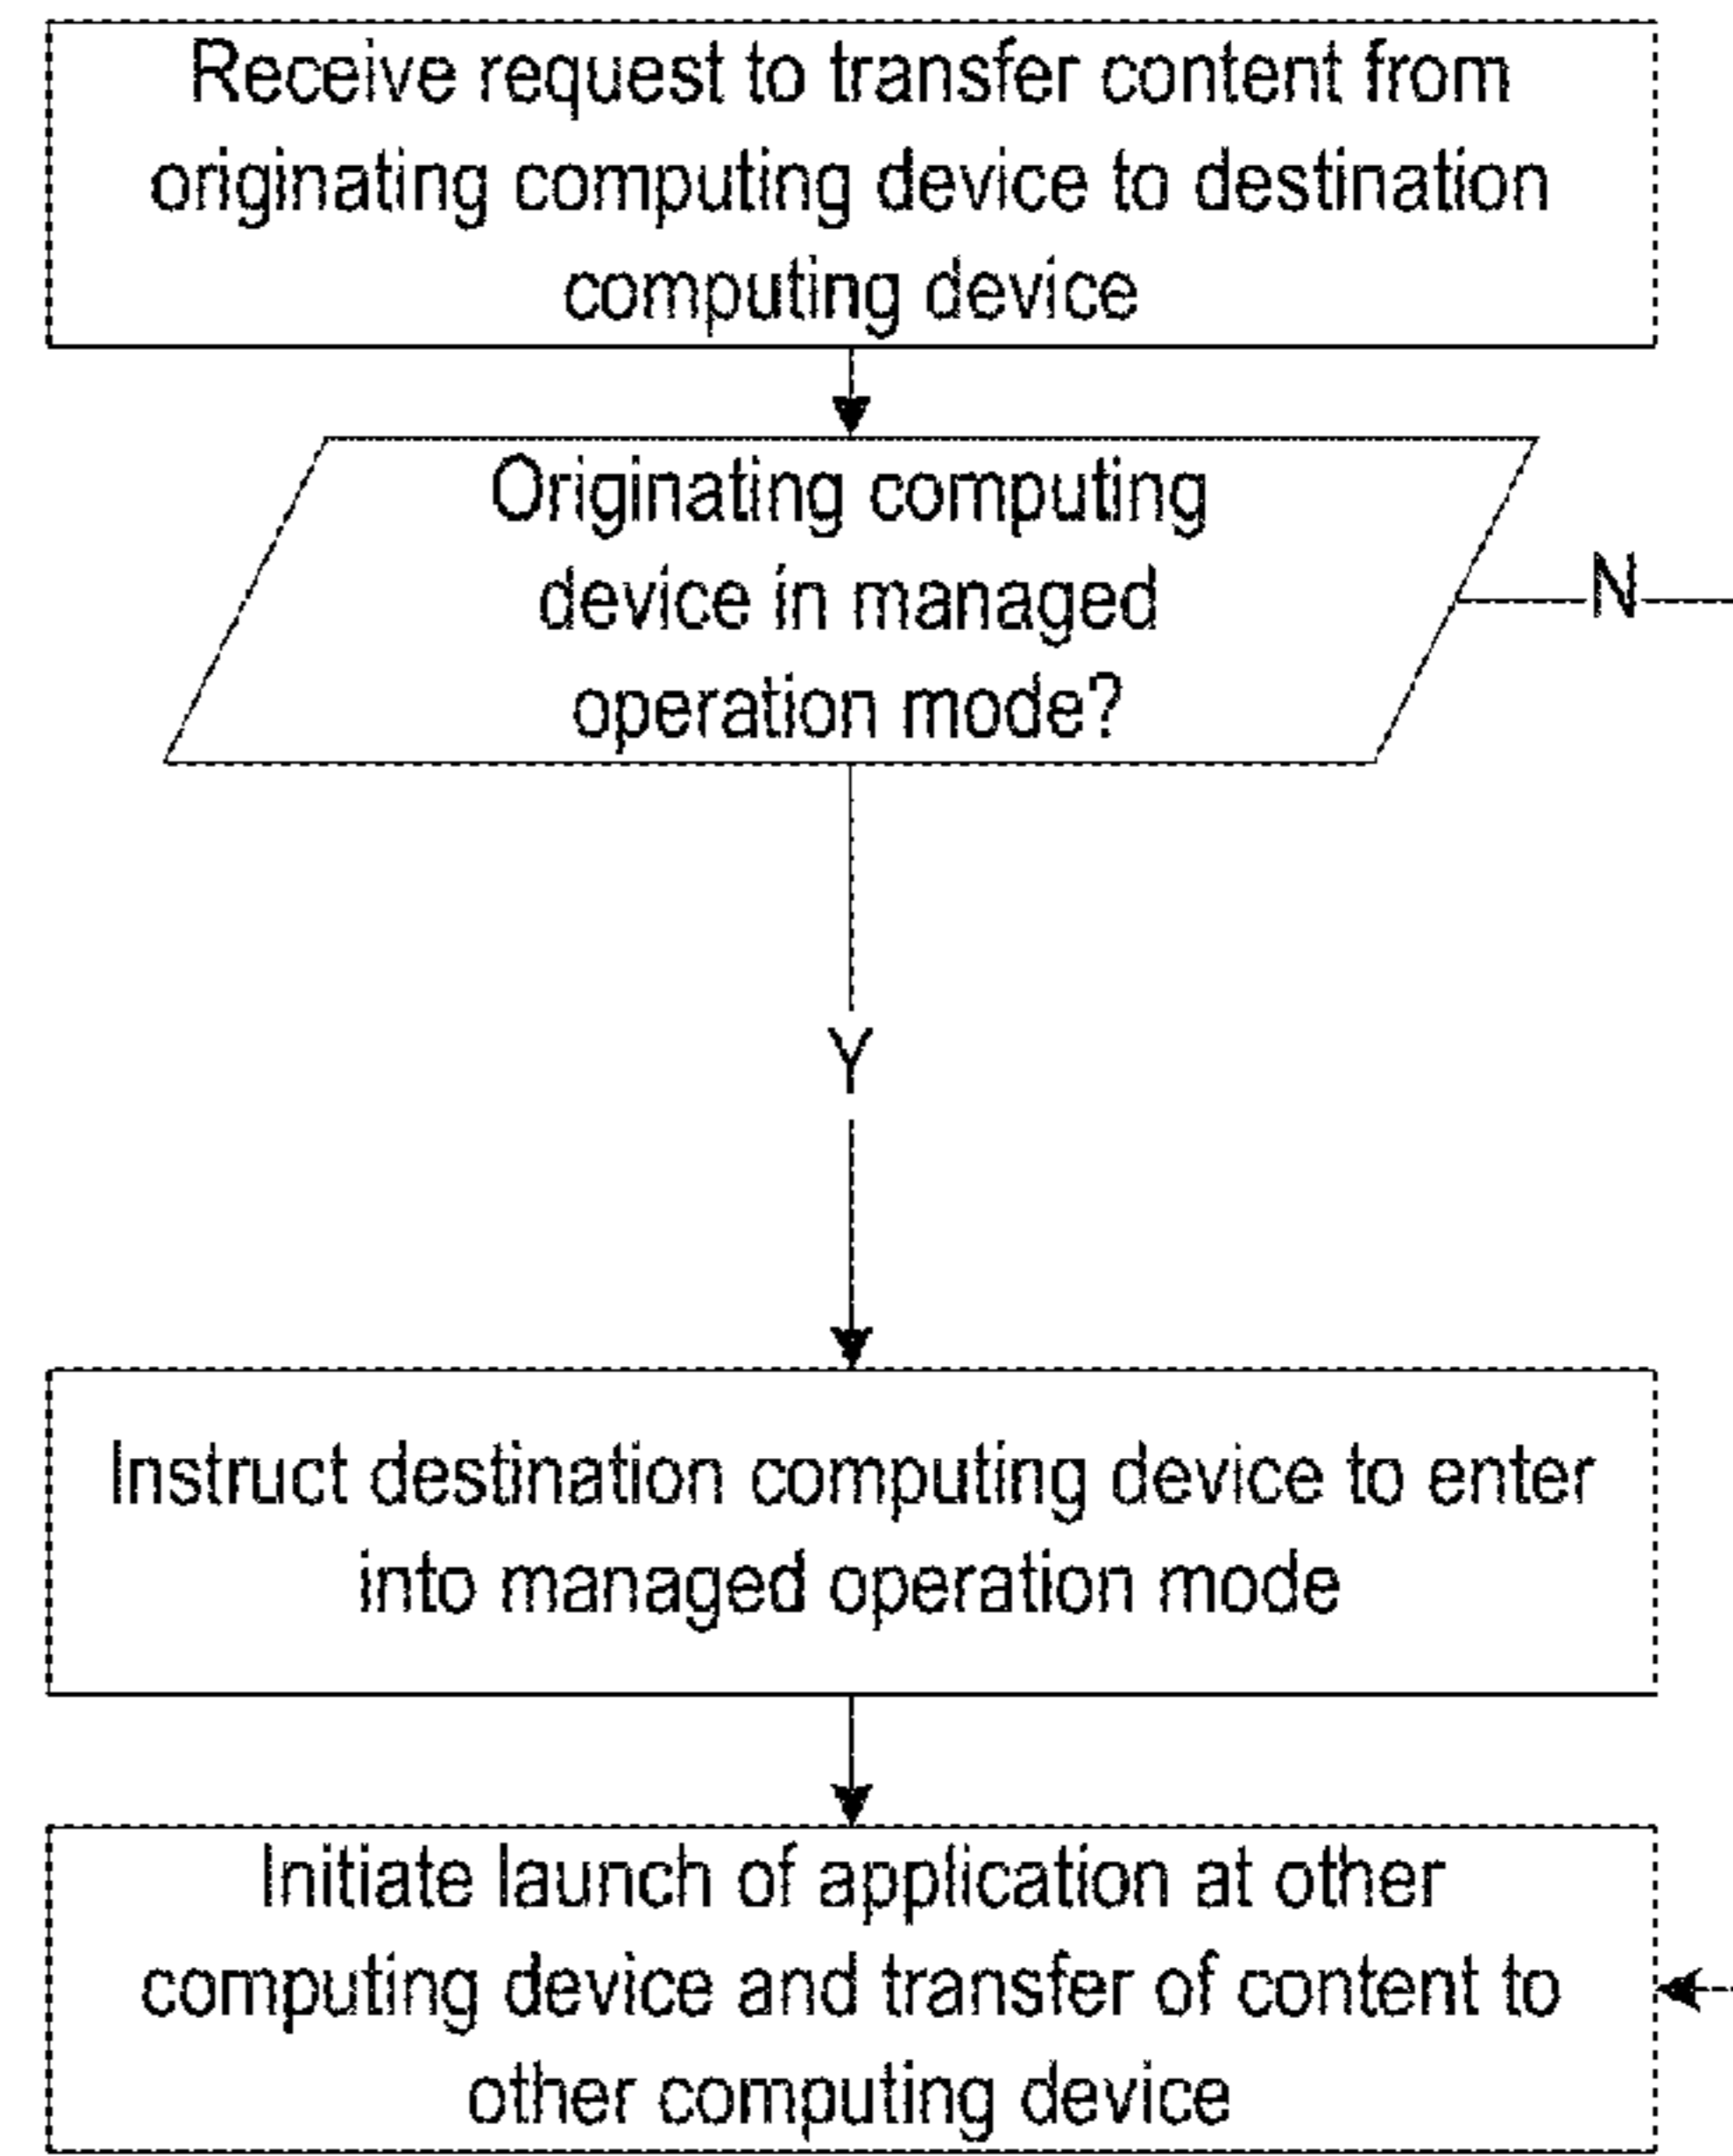 Receive request to transfer content from
originating computing device to destination
computing device
Originating computing
device in managed
operation mode?
N
Y
Instruct destination computing device to enter
into managed operation mode
Initiate launch of application at other
computing device and transfer of content to
other computing device